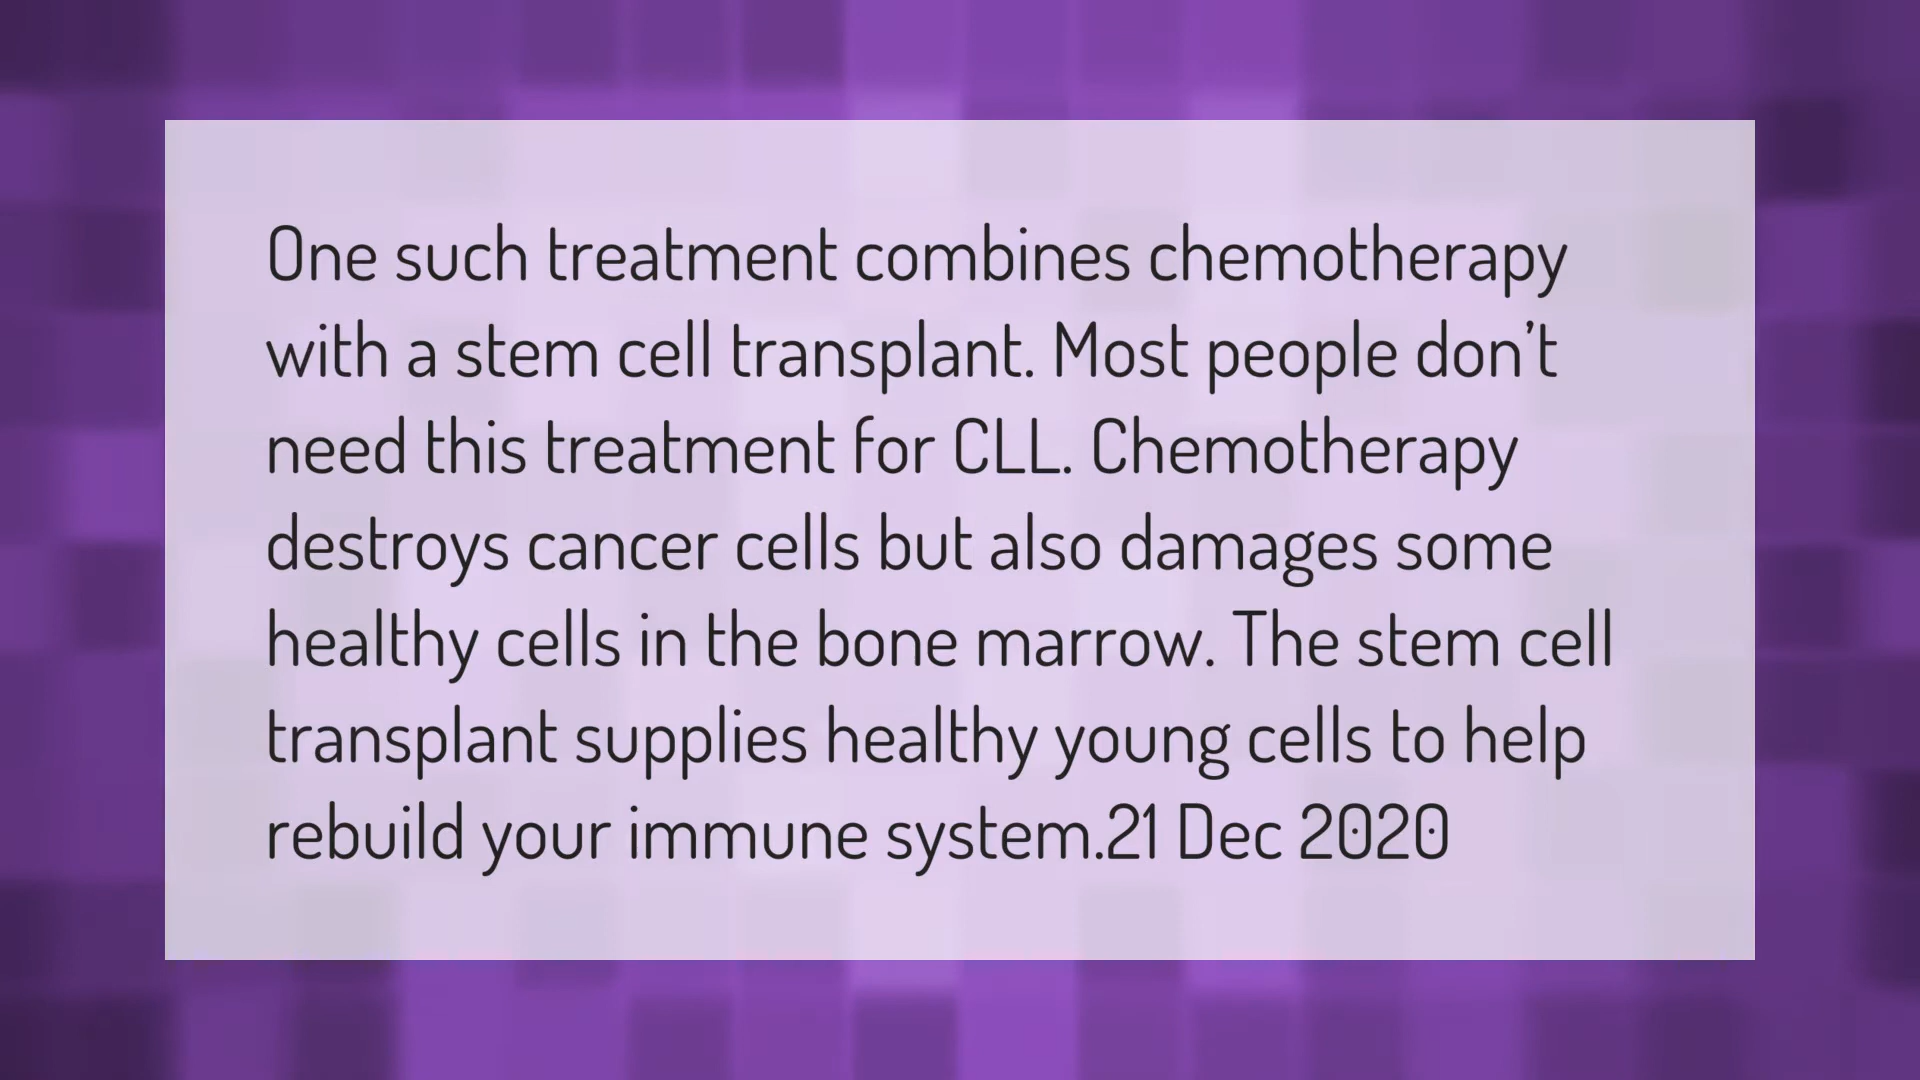 One such treatment combines chemotherapy
with a stem cell transplant. Most people don’t
need this treatment for CLL. Chemotherapy
destroys cancer cells but also damages some
healthy cells in the bone marrow. The stem cell
transplant supplies healthy young cells to help
rebuild your immune system.21 Dec 2020